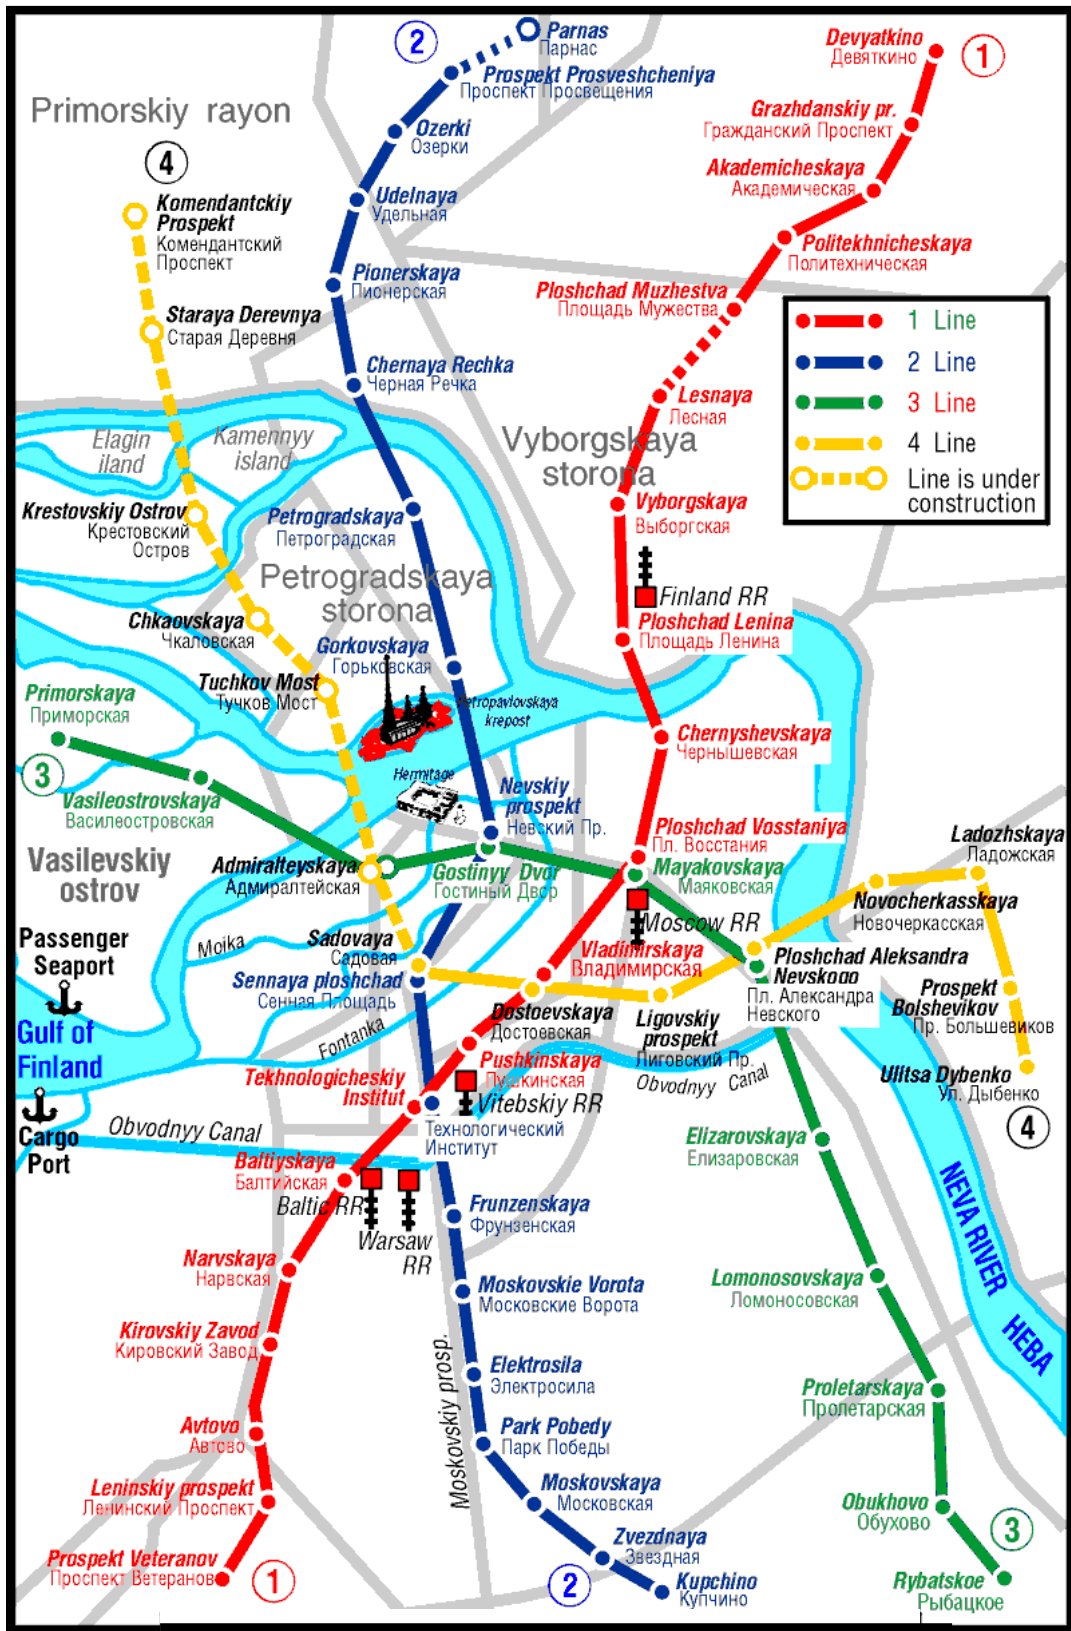 2
Parnas
Парнас
Prospekt Prosveshcheniya
Проспект Просвещения
Ozerki
Озерки
Udelnaya
Удельная
Pionerskaya
Пионерская
Chernaya Rechka
Черная Речка
Devyatkino
Девяткино
1
Grazhdanskiy pr.
Гражданский Проспект
Akademicheskaya
Академическая
Politekhnicheskaya
Политехническая
Ploshchad Muzhestva
Площадь Мужества
Lesnaya
Лесная
Primorskiy rayon
4
Komendantckiy
Prospekt
Комендантский
Проспект
Staraya Derevnya
Старая Деревня
1 Line
2 Line
3 Line
4 Line
Line is under
construction
Elagin
iland
Kamennyy
island
Vyborgskaya
storona
Vyborgskaya
Выборгская
Krestovskiy Ostrov
Крестовский
Остров
Petrogradskaya
Петроградская
Petrogradskaya
storona
Finland RR
Ploshchad Lenina
Площадь Ленина
Chkaovskaya
Чкаловская
Gorkovskaya
Горьковская
Tuchkov Most
Тучков Мост
Primorskaya
Приморская
3
Petropavlovskaya
krepost
Chernyshevskaya
Чернышевская
Hermitage
Nevskiy
prospekt
Невский Пр.
Vasileostrovskaya
Василеостровская
Ploshchad Vosstaniya
Пл. Восстания
Mayakovskaya
Маяковская
Ladozhskaya
Ладожская
Vasilevskiy
ostrov
Admiralteyskaya
Адмиралтейская
Gostinyy Dvor
Гостиный Двор
Moscow RR
Novocherkasskaya
Новочеркасская
Passenger
Seaport
Moika
Sadovaya
Садовая
Sennaya ploshchad
Сенная Площадь
Vladimirskaya
Владимирская
Ploshchad Aleksandra
Nevskogo
Пл. Александра
Невского
Prospekt
Bolshevikov
Пр. Большевиков
Gulf of
Finland
Fontanka
Dostoevskaya
Достоевская
Ligovskiy
prospekt
Лиговский Пр.
Obvodnyy Canal
Ulitsa Dybenko
Ул. Дыбенко
4
Pushkinskaya
Пушкинская
Vitebskiy RR
Tekhnologicheskiy
Institut
Технологический
Институт
Cargo
Port
Obvodnyy Canal
Baltiyskaya
Балтийская
Baltic RR
Warsaw
RR
Elizarovskaya
Елизаровская
NEVA RIVER
НЕВА
Frunzenskaya
Фрунзенская
Narvskaya
Нарвская
Moskovskie Vorota
Московские Ворота
Lomonosovskaya
Ломоносовская
Kirovskiy Zavod
Кировский Завод
Moskovskiy prosp.
Elektrosila
Электросила
Proletarskaya
Пролетарская
Avtovo
Автово
Park Pobedy
Парк Победы
Leninskiy prospekt
Ленинский Проспект
Moskovskaya
Московская
Obukhovo
Обухово
3
Prospekt Veteranov
Проспект Ветеранов
1
Zvezdnaya
Звездная
2
Kupchino
Купчино
Rybatskoe
Рыбацкое